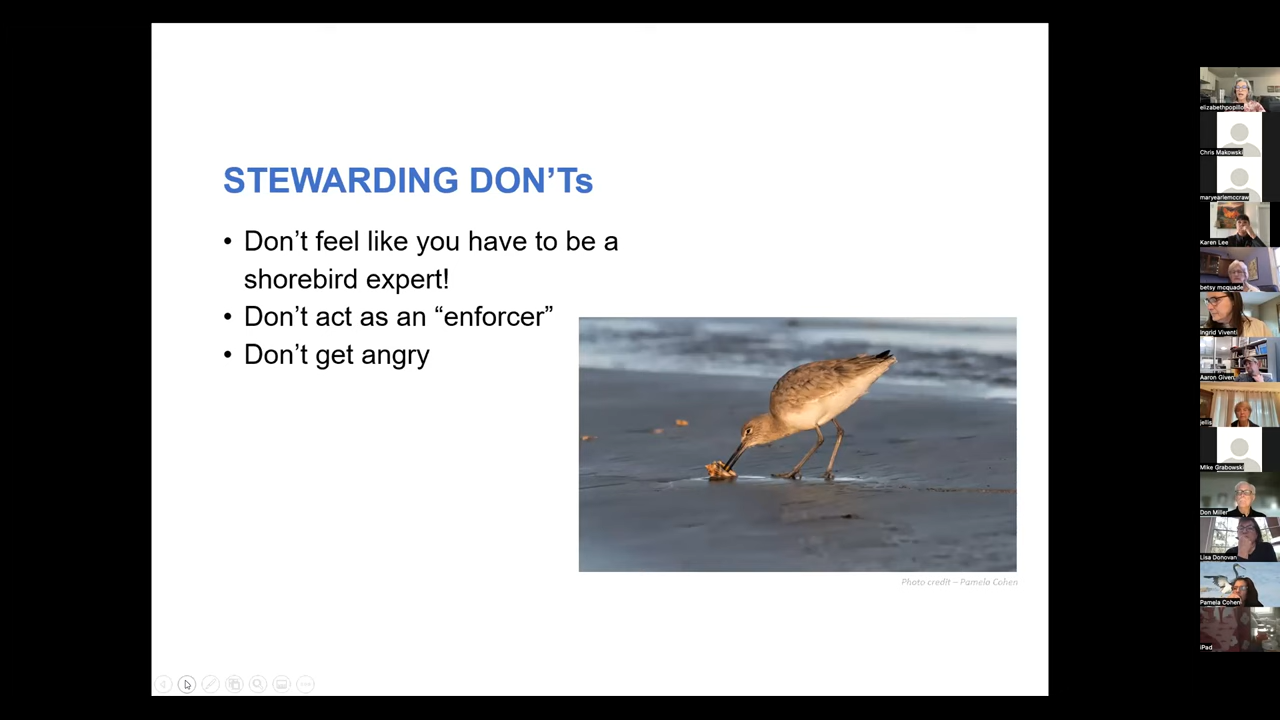 STEWARDING DON'Ts
• Don't feel like you have to be a
shorebird expert!
• Don't act as an “enforcer”
• Don't get angry
Photo credit – Pamela Cohen
elizabethpopillo
Chris Makowski
maryearlemccraw
Karen Lee
betsy mcquade
Ingrid Viventi
Aaron Given
jellis
Mike Grabowski
Don Miller
Lisa Donovan
Pamela Cohen
iPad